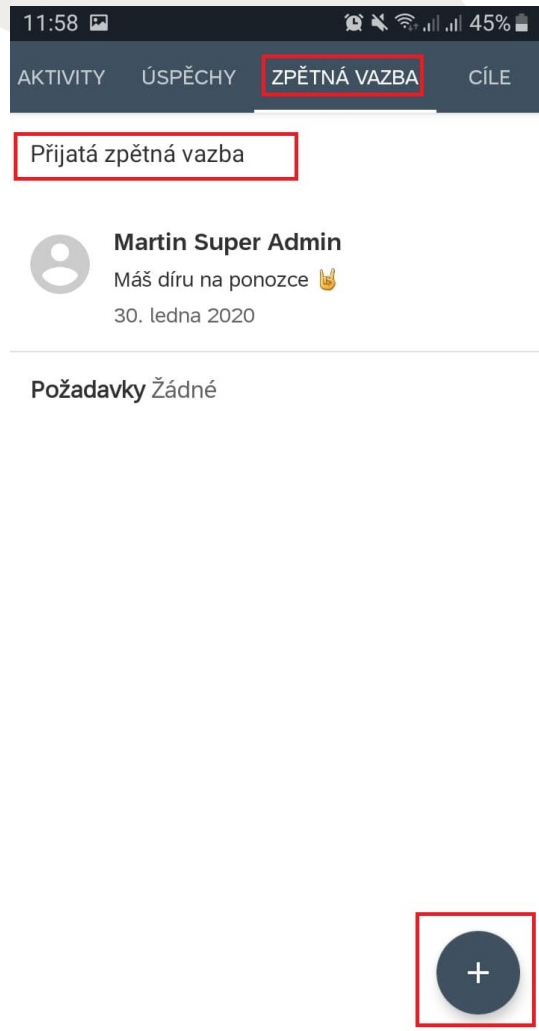 11:58 45%
AKTIVITY ÚSPĚCHY ZPĚTNÁ VAZBA CÍLE
Přijatá zpětná vazba
Martin Super Admin
Máš díru na ponozce 🤘
30. ledna 2020
Požadavky Žádné
+